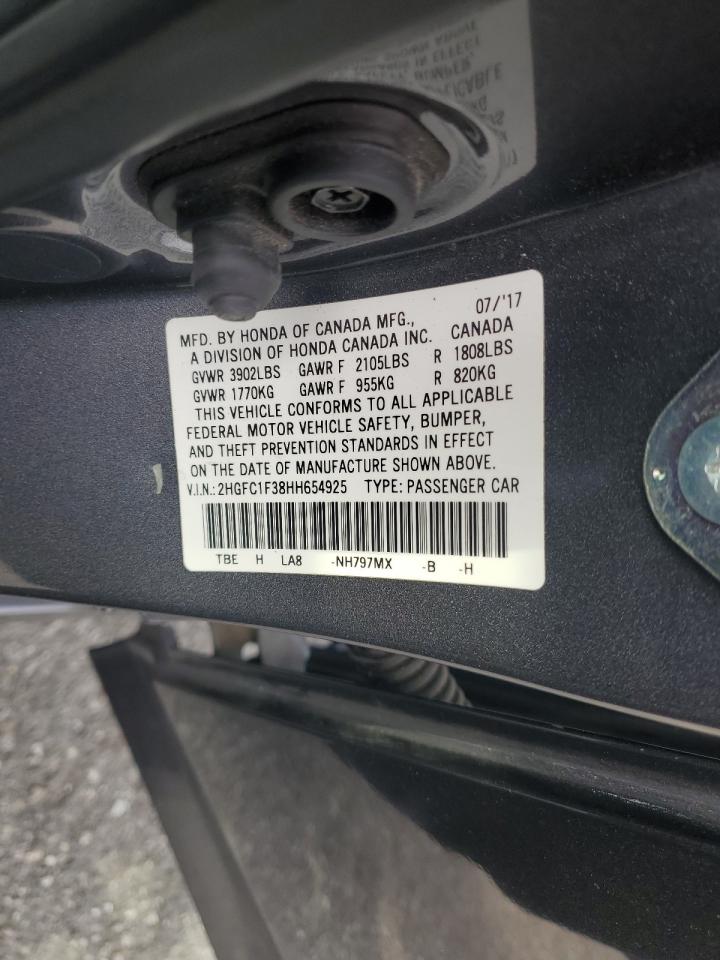 07/'17
MFD. BY HONDA OF CANADA MFG.,
A DIVISION OF HONDA CANADA INC. CANADA
GVWR 3902LBS GAWR F 2105LBS R 1808LBS
GVWR 1770KG GAWR F 955KG R 820KG
THIS VEHICLE CONFORMS TO ALL APPLICABLE
FEDERAL MOTOR VEHICLE SAFETY, BUMPER,
AND THEFT PREVENTION STANDARDS IN EFFECT
ON THE DATE OF MANUFACTURE SHOWN ABOVE.
V.I.N.: 2HGFC1F38HH654925 TYPE: PASSENGER CAR
TBE H LA8 -NH797MX -B -H